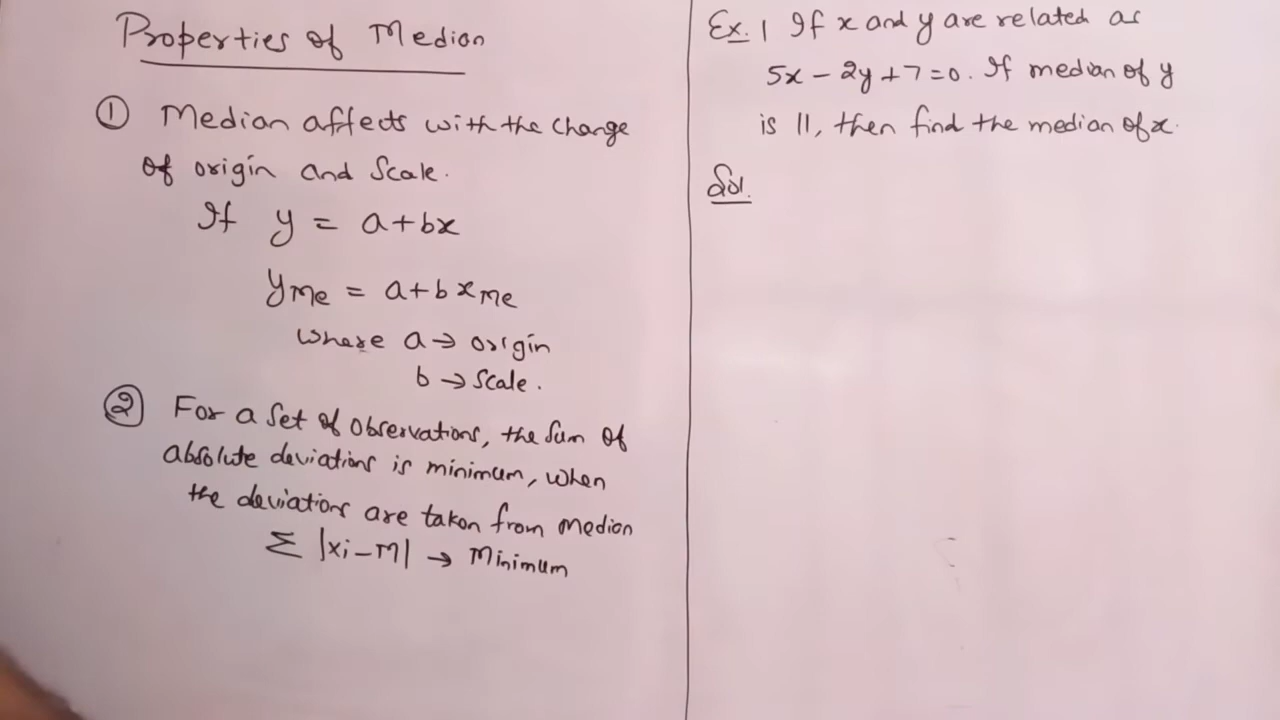 Properties of Median
① Median affects with the change
of origin and Scale.
If y = a+bx
yMe = a+b xMe
where a → origin
b → Scale.
② For a Set of observations, the Sum of
absolute deviations is minimum, when
the deviations are taken from median
Σ |xi-M| → Minimum
Ex. 1 If x and y are related as
5x - 2y + 7 = 0. If median of y
is 11, then find the median of x.
Sol.